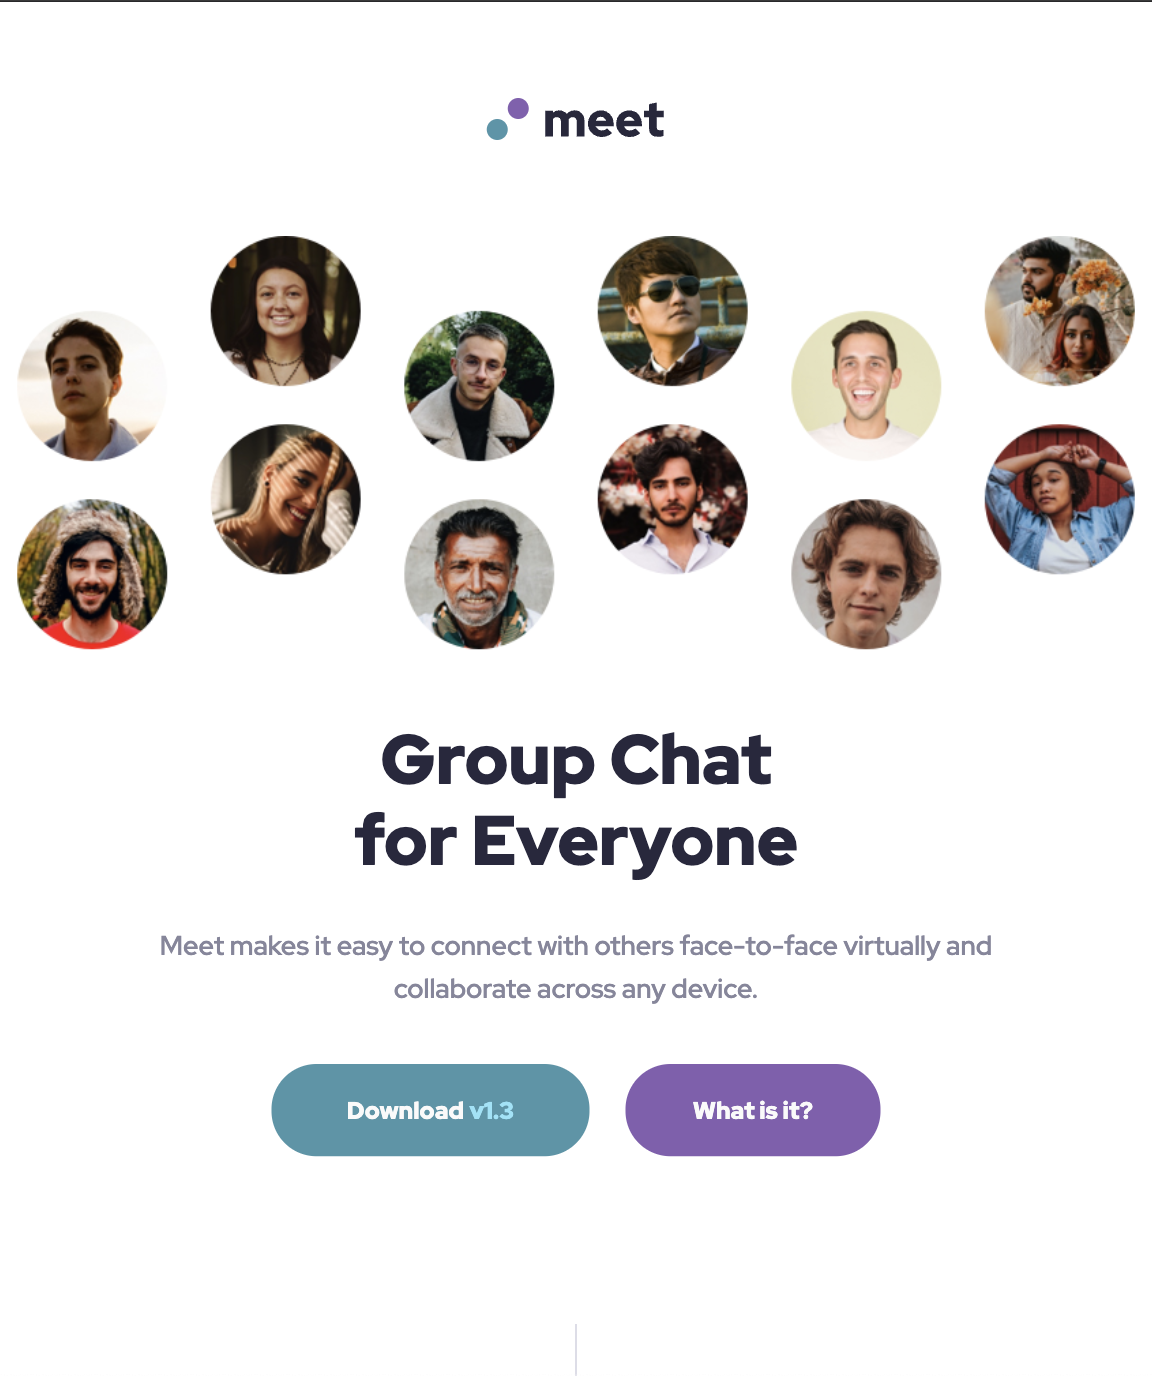 meet
Group Chat
for Everyone
Meet makes it easy to connect with others face-to-face virtually and
collaborate across any device.
Download v1.3
What is it?